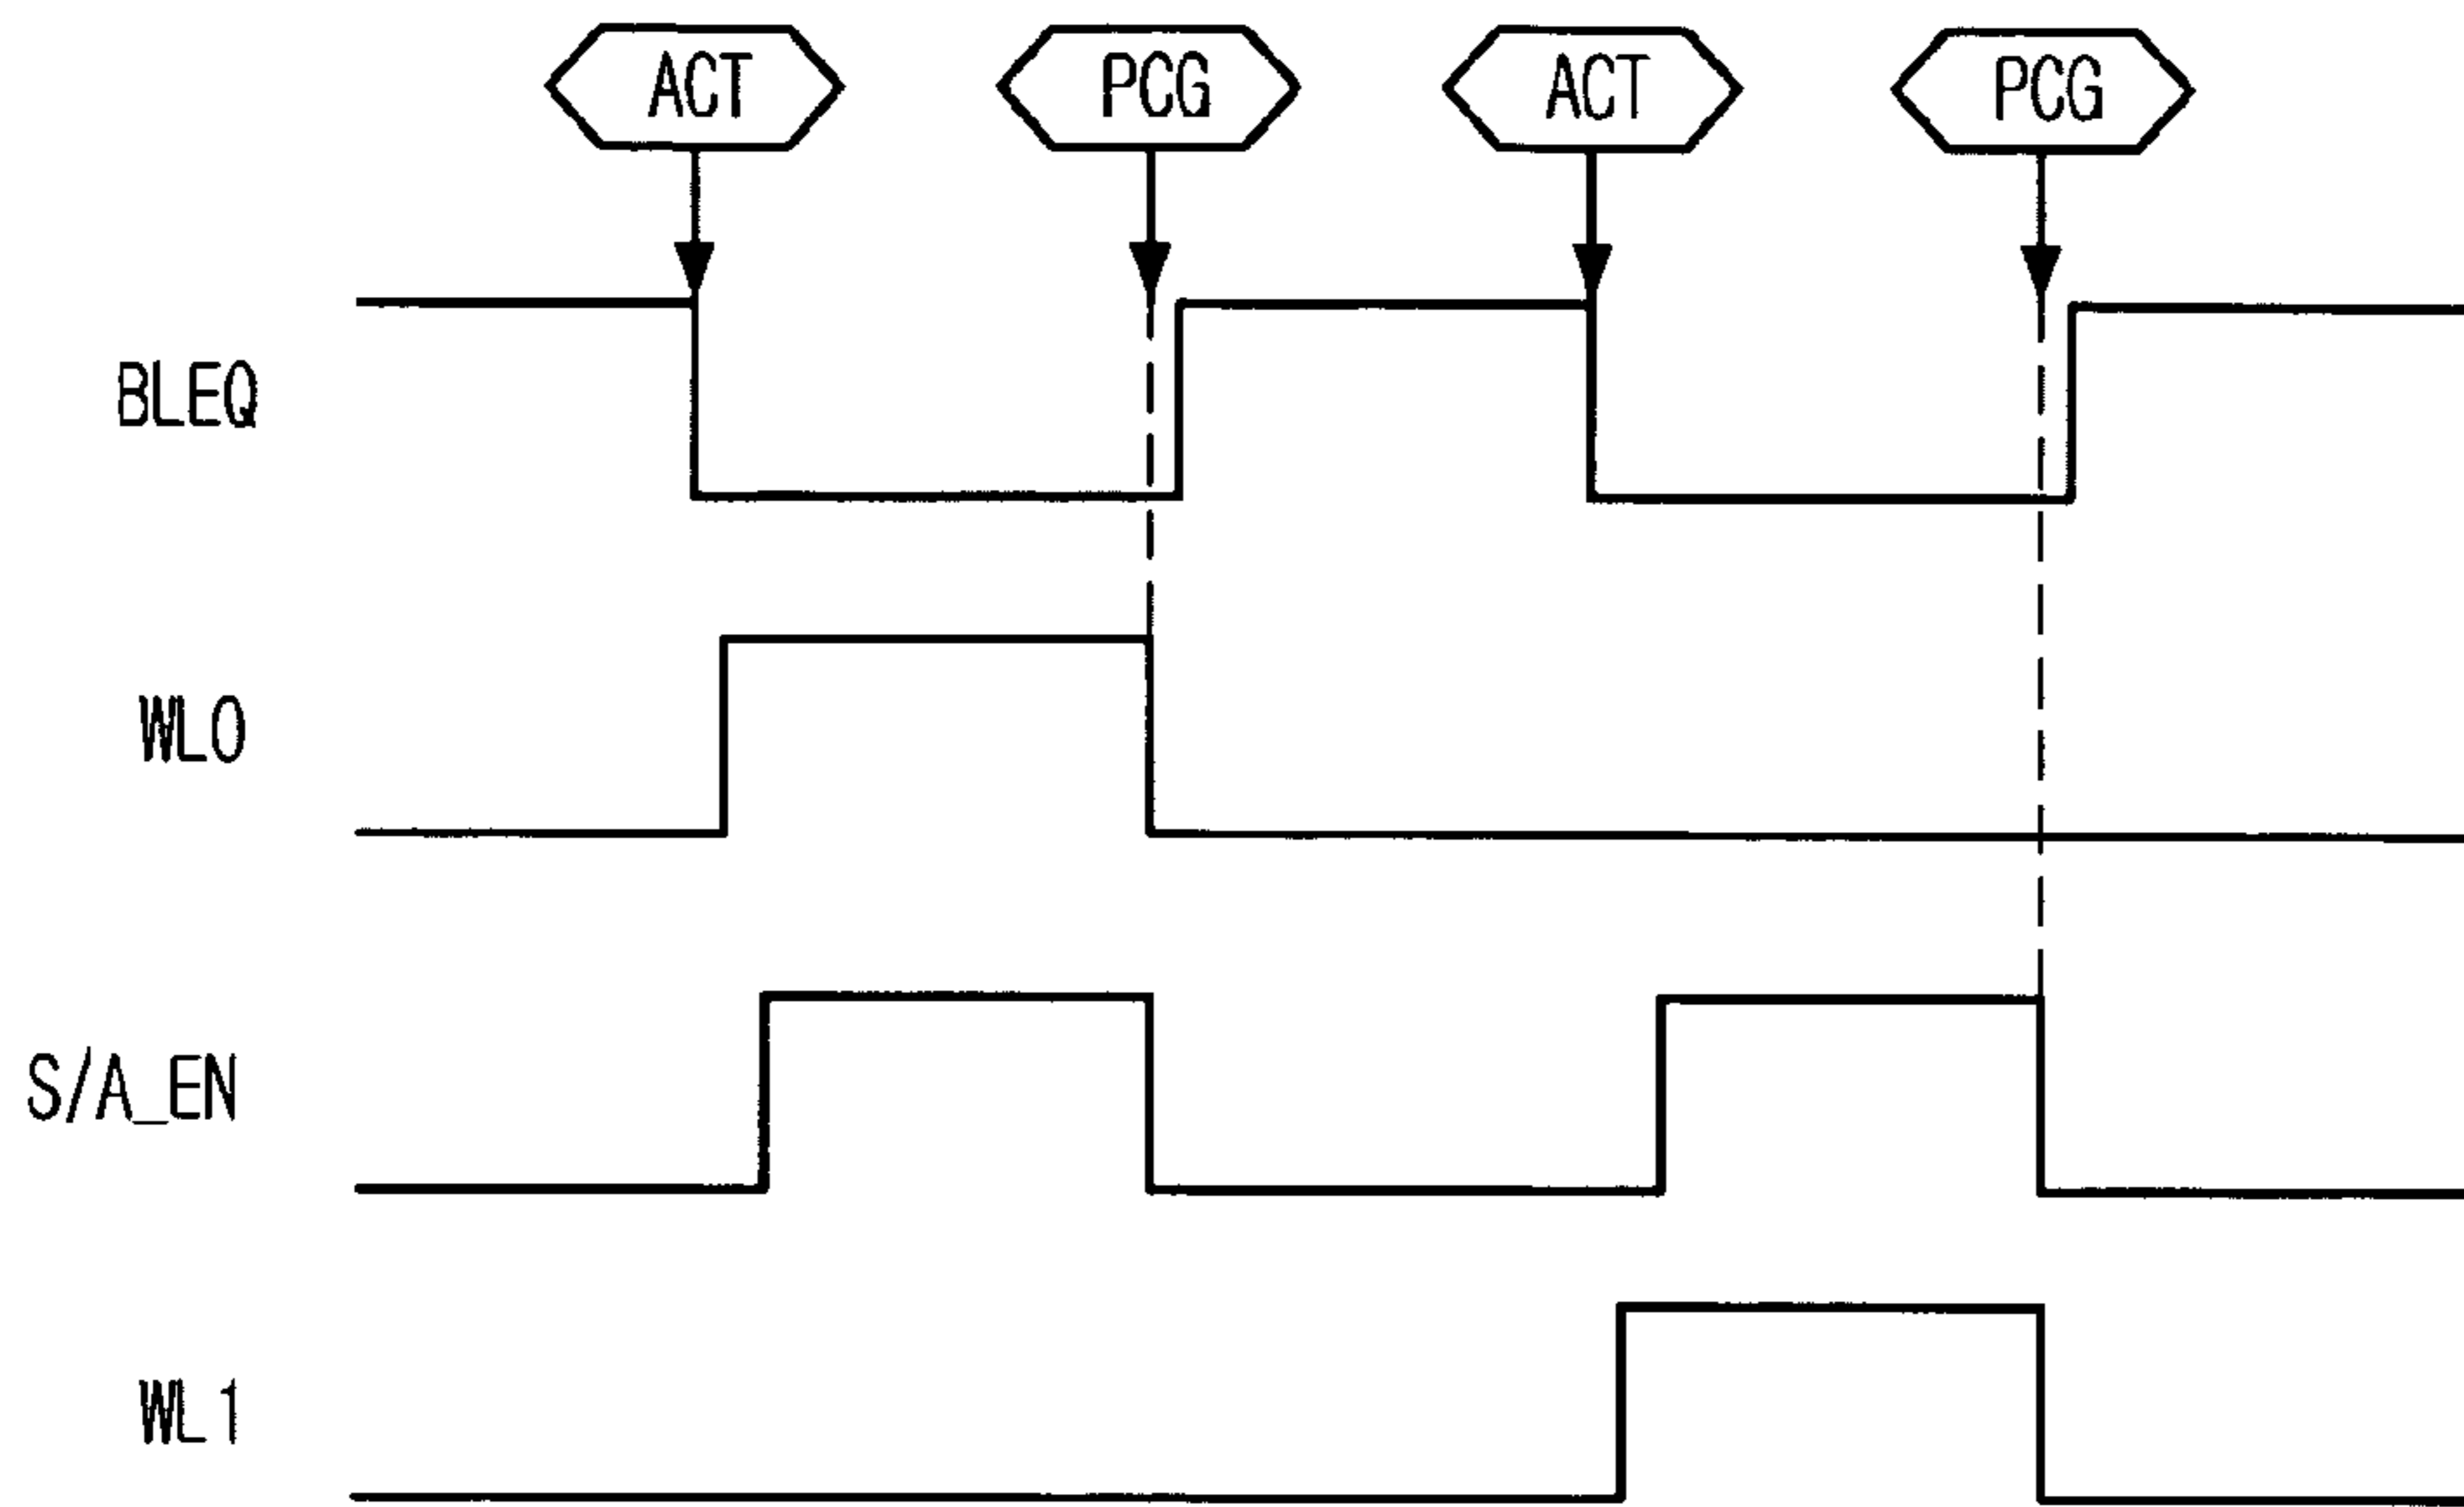 ACT
PCG
ACT
PCG
BLEQ
WL0
S/A_EN
WL1